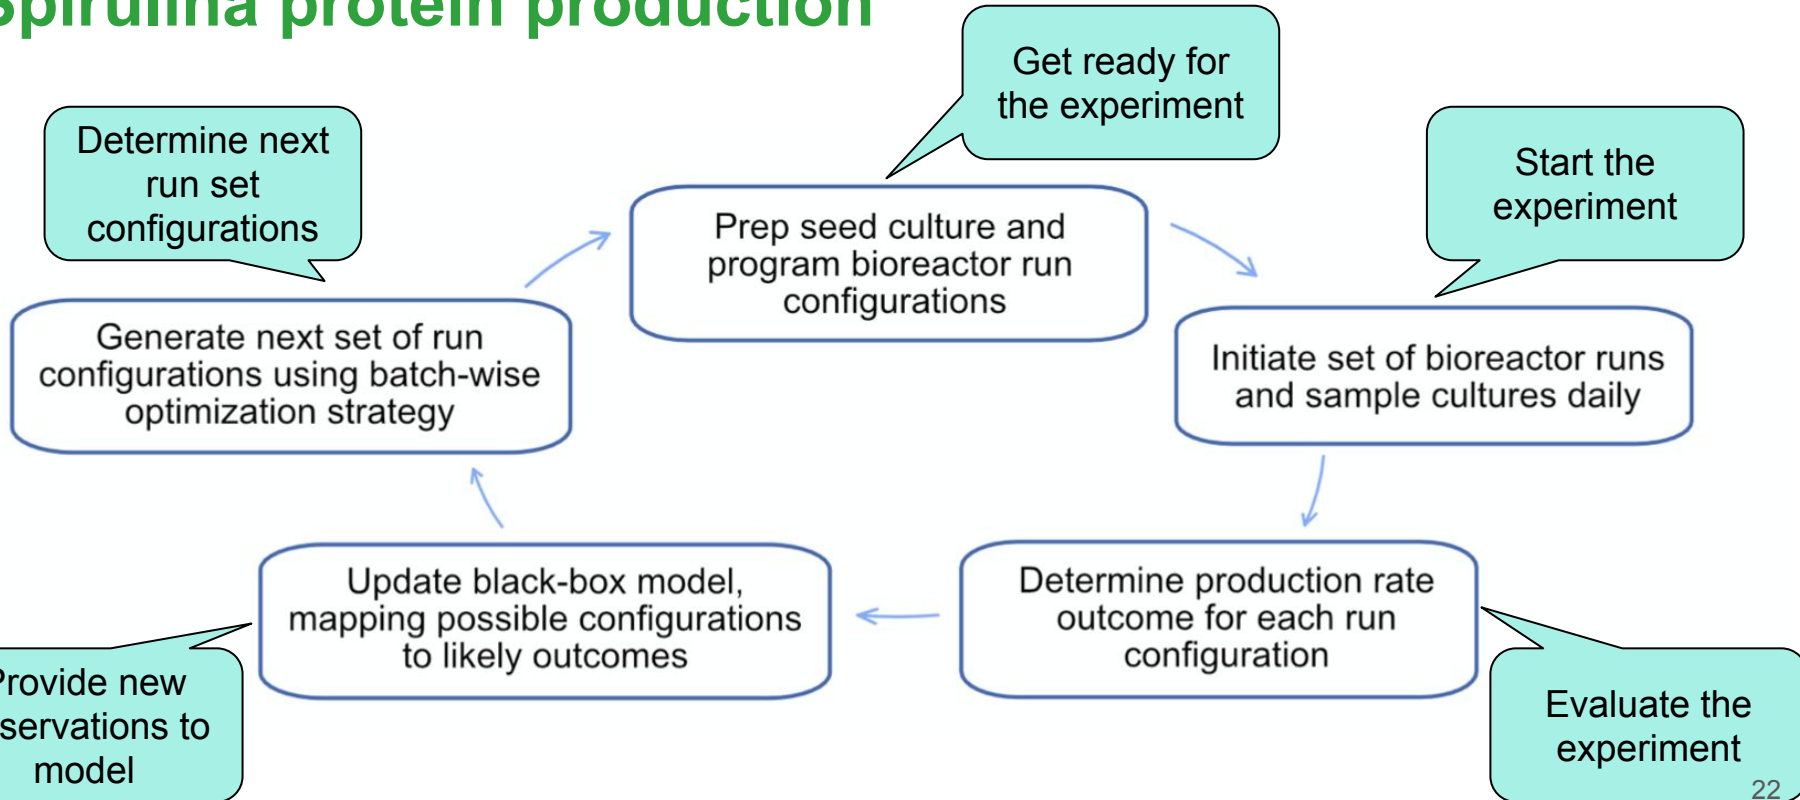 Spirulina protein production
Get ready for
the experiment
Determine next
run set
configurations
Start the
experiment
Prep seed culture and
program bioreactor run
configurations
Generate next set of run
configurations using batch-wise
optimization strategy
Initiate set of bioreactor runs
and sample cultures daily
Update black-box model,
mapping possible configurations
to likely outcomes
Determine production rate
outcome for each run
configuration
Provide new
servations to
model
Evaluate the
experiment
22